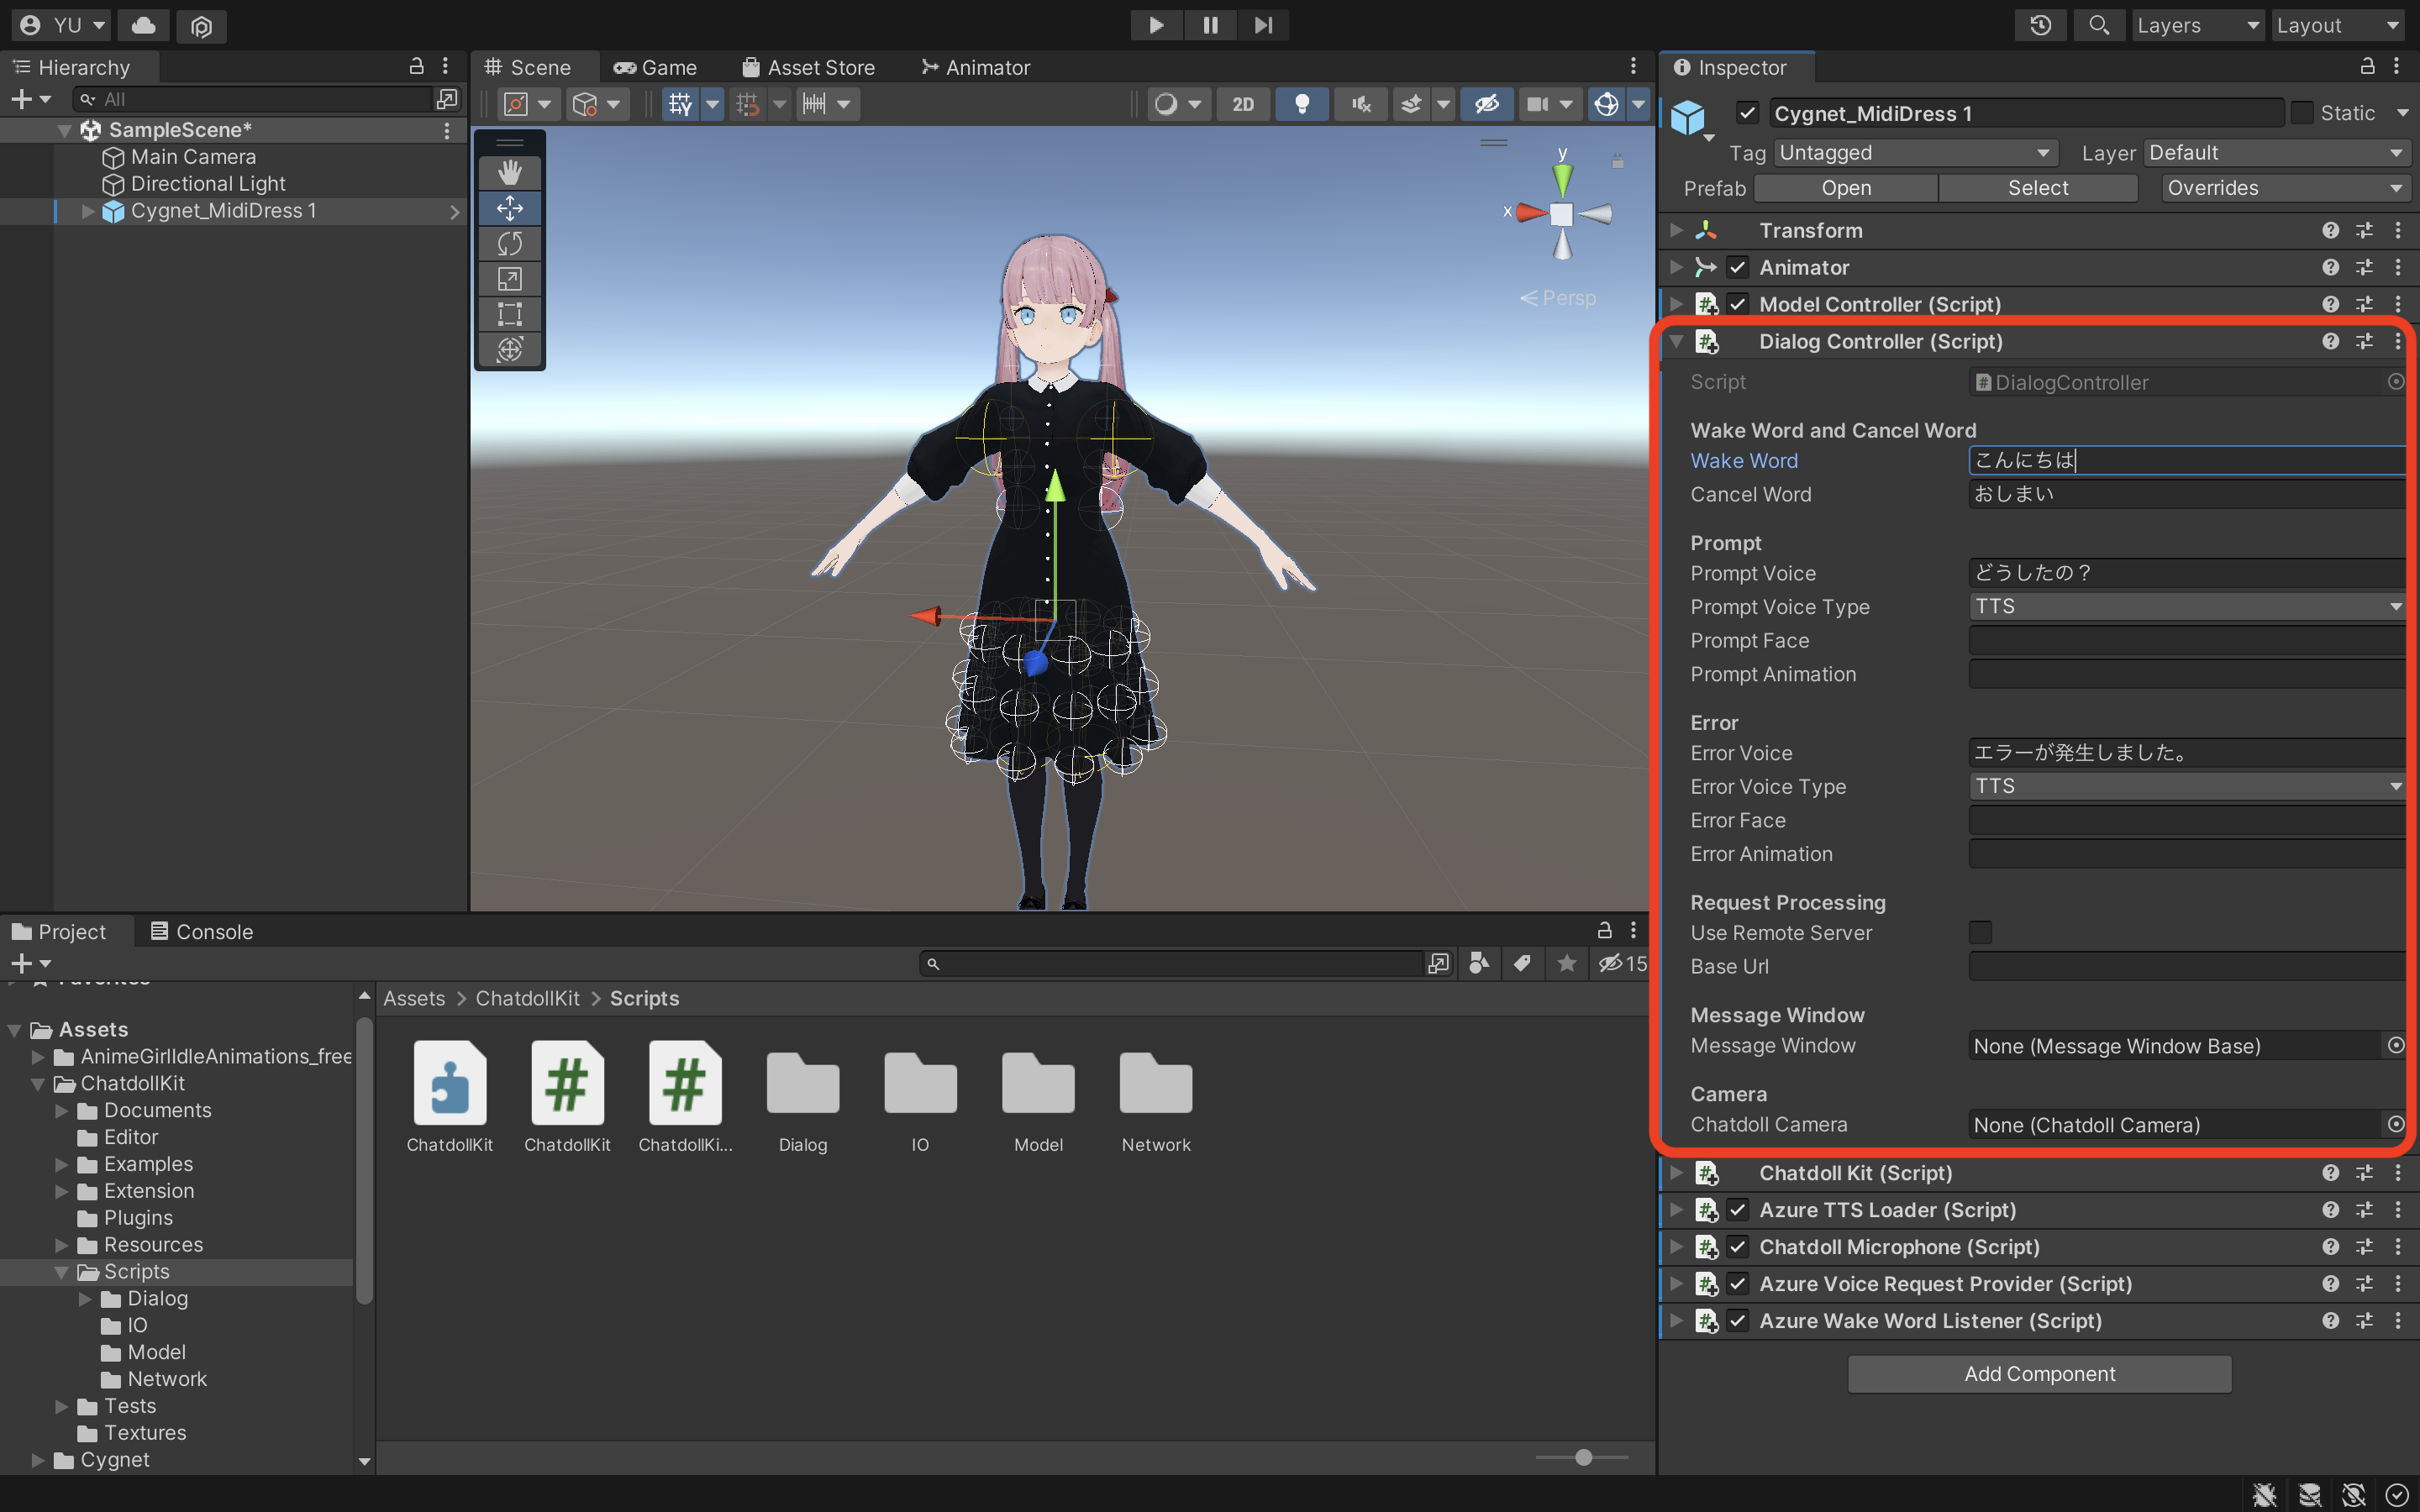 YU
Layers
Layout
Hierarchy
All
SampleScene*
Main Camera
Directional Light
Cygnet_MidiDress 1
Scene
Game
Asset Store
Animator
2D
y
x
Persp
Inspector
Cygnet_MidiDress 1
Static
Tag
Untagged
Layer
Default
Prefab
Open
Select
Overrides
Transform
Animator
Model Controller (Script)
Dialog Controller (Script)
Script
DialogController
Wake Word and Cancel Word
Wake Word
こんにちは
Cancel Word
おしまい
Prompt
Prompt Voice
どうしたの？
Prompt Voice Type
TTS
Prompt Face
Prompt Animation
Error
Error Voice
エラーが発生しました。
Error Voice Type
TTS
Error Face
Error Animation
Request Processing
Use Remote Server
Base Url
Message Window
Message Window
None (Message Window Base)
Camera
Chatdoll Camera
None (Chatdoll Camera)
Chatdoll Kit (Script)
Azure TTS Loader (Script)
Chatdoll Microphone (Script)
Azure Voice Request Provider (Script)
Azure Wake Word Listener (Script)
Add Component
Project
Console
15
Assets
AnimeGirlIdleAnimations_free
ChatdollKit
Documents
Editor
Examples
Extension
Plugins
Resources
Scripts
Dialog
IO
Model
Network
Tests
Textures
Cygnet
Assets > ChatdollKit > Scripts
ChatdollKit
ChatdollKit
ChatdollKi...
Dialog
IO
Model
Network